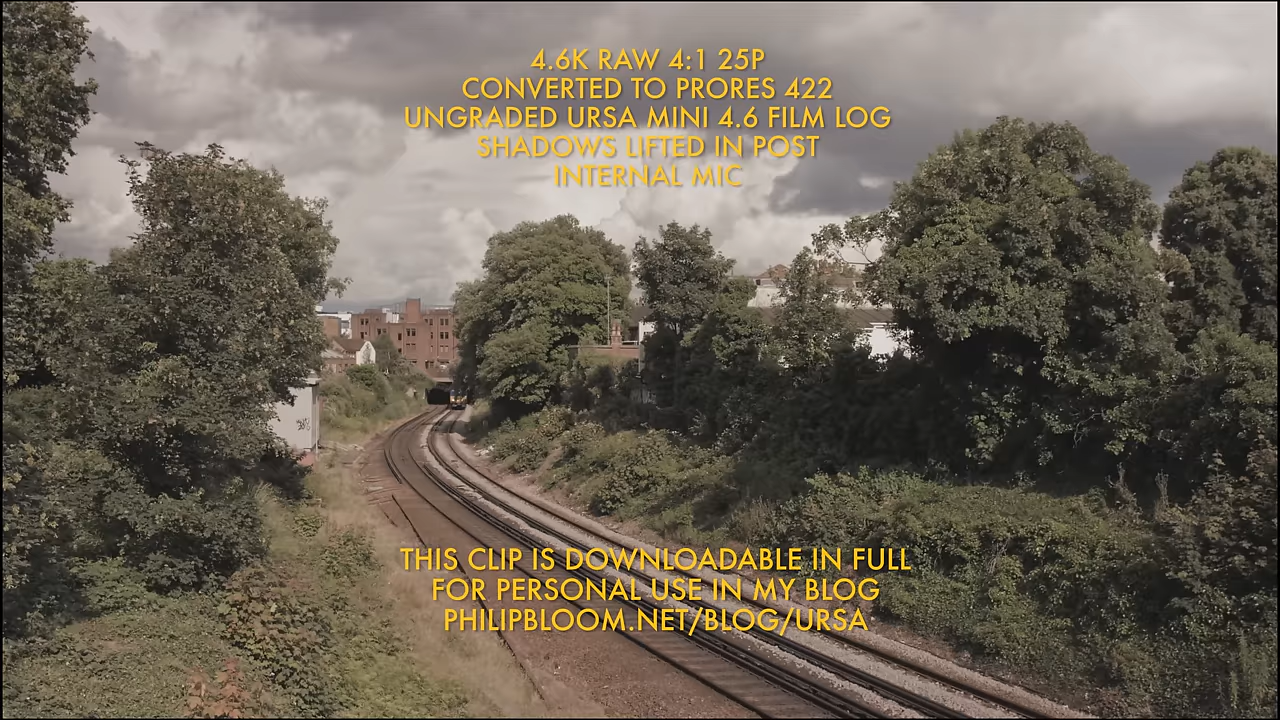 4.6K RAW 4:1 25P
CONVERTED TO PRORES 422
UNGRADED URSA MINI 4.6 FILM LOG
SHADOWS LIFTED IN POST
INTERNAL MIC
THIS CLIP IS DOWNLOADABLE IN FULL
FOR PERSONAL USE IN MY BLOG
PHILIPBLOOM.NET/BLOG/URSA